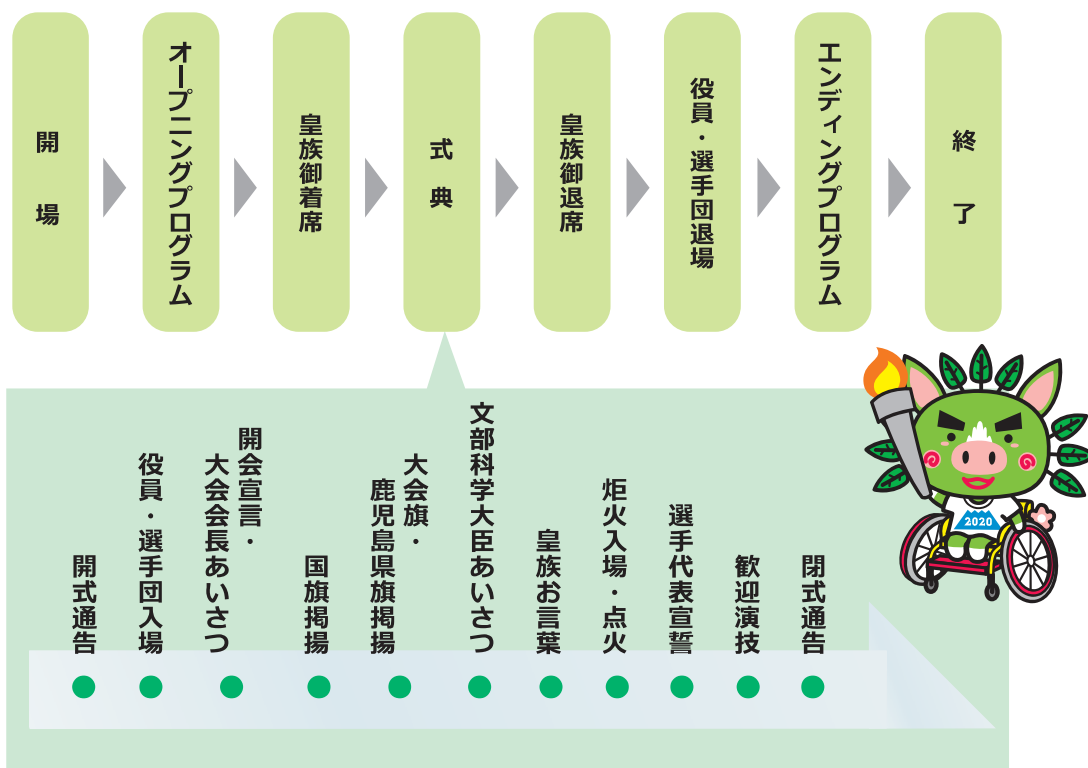 開場
オープニングプログラム
皇族御着席
式典
皇族御退席
役員・選手団退場
エンディングプログラム
終了
開式通告
役員・選手団入場
開会宣言・
大会会長あいさつ
国旗掲揚
大会旗・
鹿児島県旗掲揚
文部科学大臣あいさつ
皇族お言葉
炬火入場・点火
選手代表宣誓
歓迎演技
閉式通告
2020